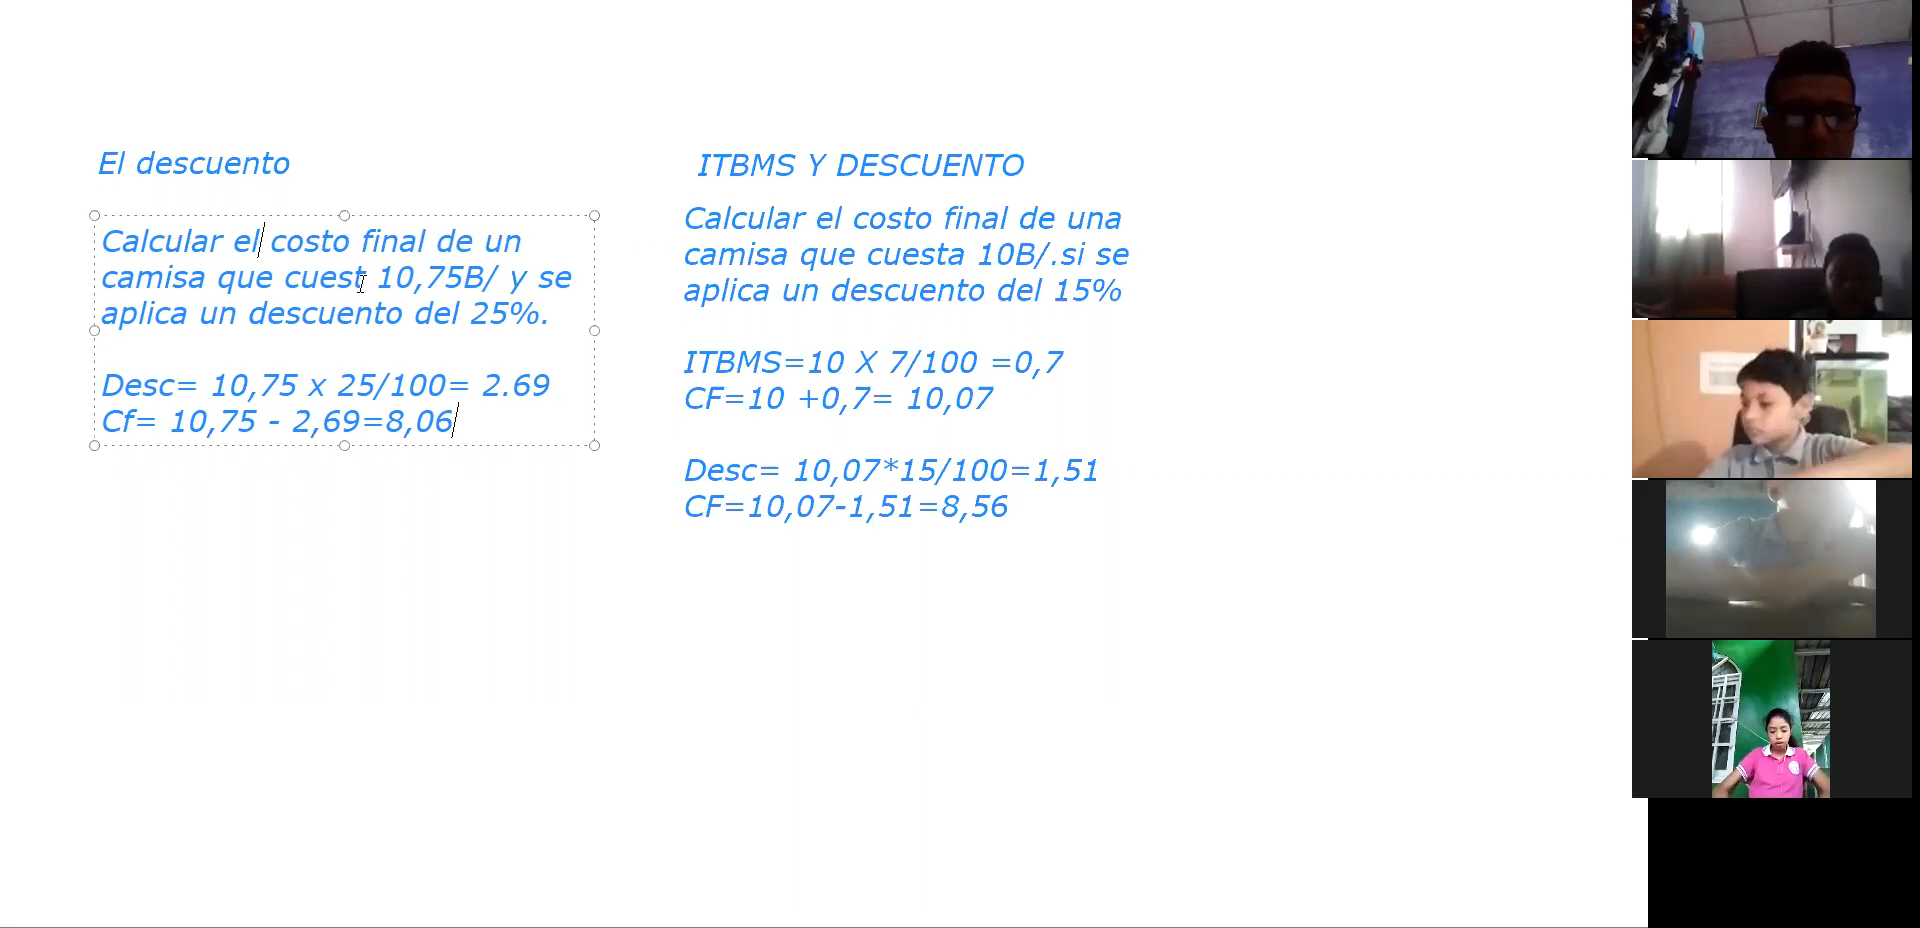 El descuento
Calcular el costo final de un
camisa que cuest 10,75B/ y se
aplica un descuento del 25%.
Desc= 10,75 x 25/100= 2.69
Cf= 10,75 - 2,69=8,06
ITBMS Y DESCUENTO
Calcular el costo final de una
camisa que cuesta 10B/.si se
aplica un descuento del 15%
ITBMS=10 X 7/100 =0,7
CF=10 +0,7= 10,07
Desc= 10,07*15/100=1,51
CF=10,07-1,51=8,56